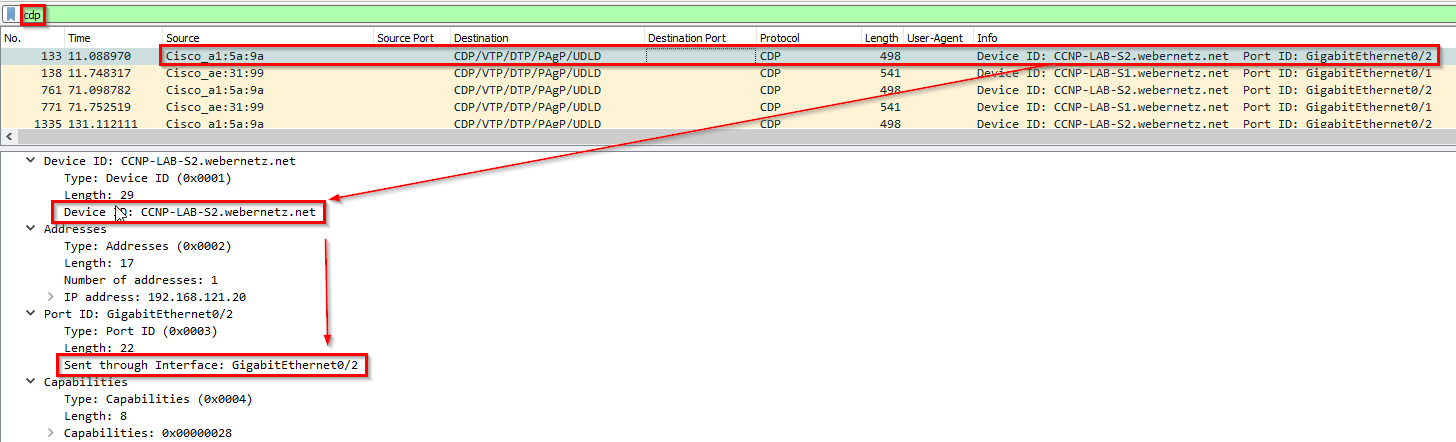 cdp
No. Time Source Source Port Destination Destination Port Protocol Length User-Agent Info
133 11.088970 Cisco_a1:5a:9a CDP/VTP/DTP/PAgP/UDLD CDP 498 Device ID: CCNP-LAB-S2.webernetz.net Port ID: GigabitEthernet0/2
138 11.748317 Cisco_ae:31:99 CDP/VTP/DTP/PAgP/UDLD CDP 541 Device ID: CCNP-LAB-S1.webernetz.net Port ID: GigabitEthernet0/1
761 71.098782 Cisco_a1:5a:9a CDP/VTP/DTP/PAgP/UDLD CDP 498 Device ID: CCNP-LAB-S2.webernetz.net Port ID: GigabitEthernet0/2
771 71.752519 Cisco_ae:31:99 CDP/VTP/DTP/PAgP/UDLD CDP 541 Device ID: CCNP-LAB-S1.webernetz.net Port ID: GigabitEthernet0/1
1335 131.112111 Cisco_a1:5a:9a CDP/VTP/DTP/PAgP/UDLD CDP 498 Device ID: CCNP-LAB-S2.webernetz.net Port ID: GigabitEthernet0/2
Device ID: CCNP-LAB-S2.webernetz.net
Type: Device ID (0x0001)
Length: 29
Device ID: CCNP-LAB-S2.webernetz.net
Addresses
Type: Addresses (0x0002)
Length: 17
Number of addresses: 1
IP address: 192.168.121.20
Port ID: GigabitEthernet0/2
Type: Port ID (0x0003)
Length: 22
Sent through Interface: GigabitEthernet0/2
Capabilities
Type: Capabilities (0x0004)
Length: 8
Capabilities: 0x00000028